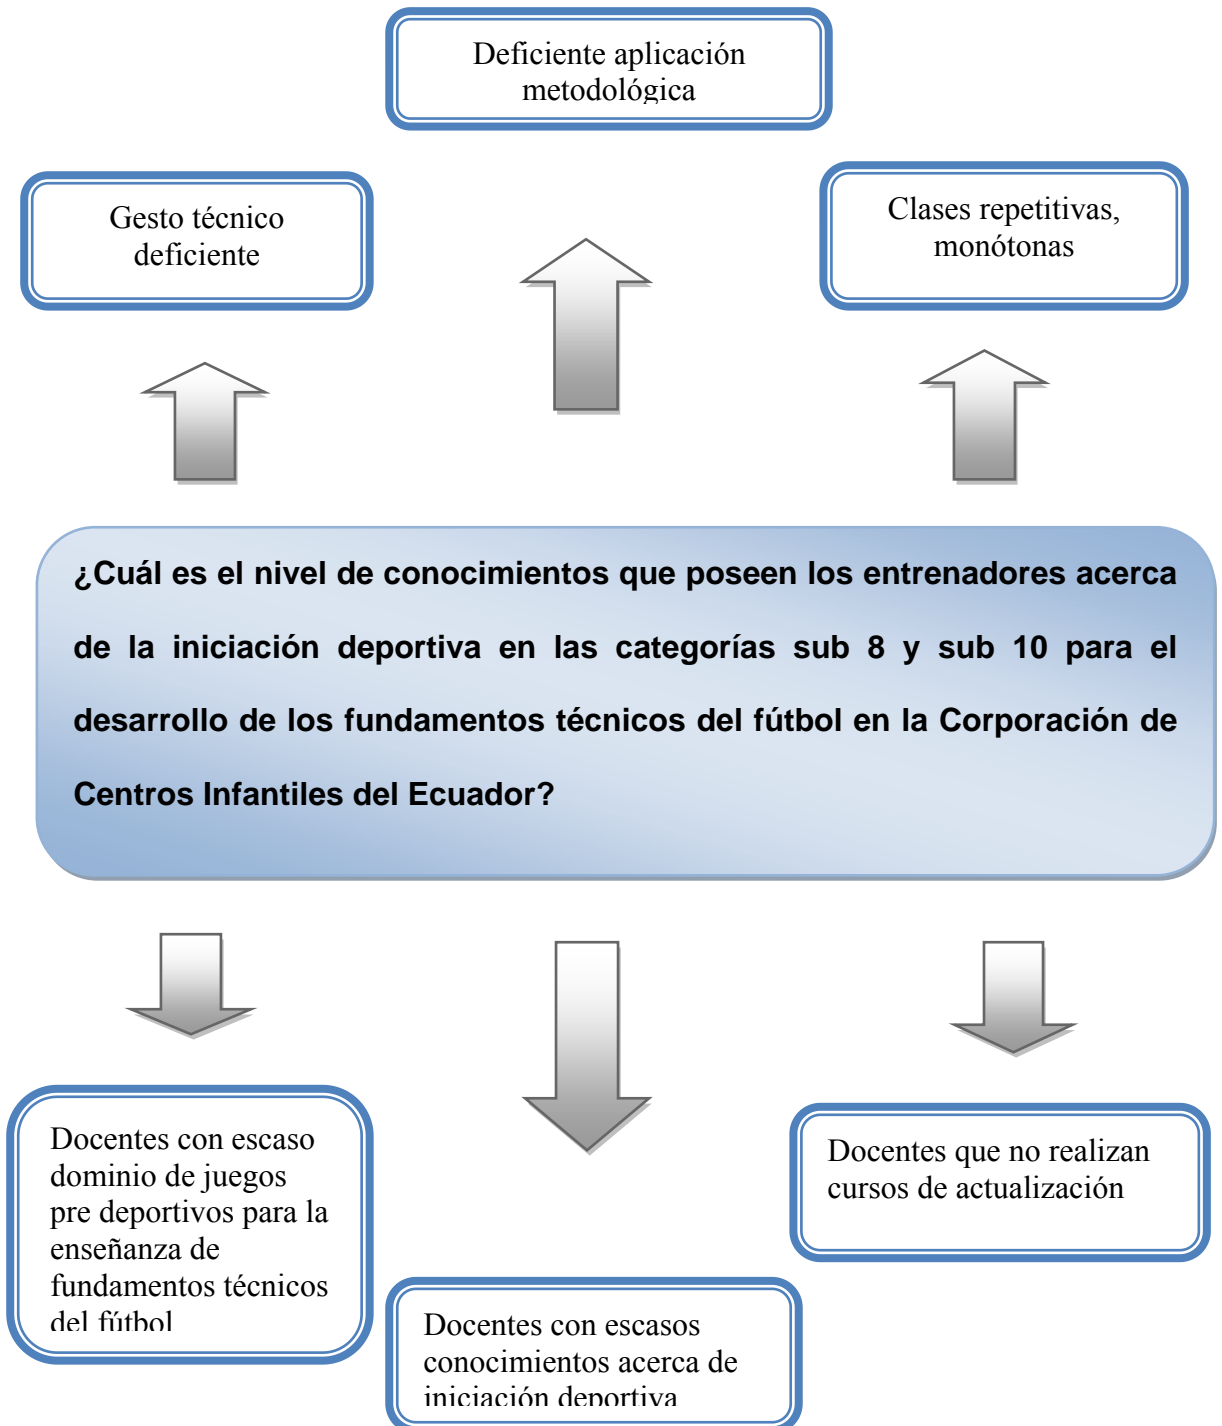 Deficiente aplicación
metodológica
Gesto técnico
deficiente
Clases repetitivas,
monótonas
¿Cuál es el nivel de conocimientos que poseen los entrenadores acerca
de la iniciación deportiva en las categorías sub 8 y sub 10 para el
desarrollo de los fundamentos técnicos del fútbol en la Corporación de
Centros Infantiles del Ecuador?
Docentes con escaso
dominio de juegos
pre deportivos para la
enseñanza de
fundamentos técnicos
del fútbol
Docentes con escasos
conocimientos acerca de
iniciación deportiva
Docentes que no realizan
cursos de actualización